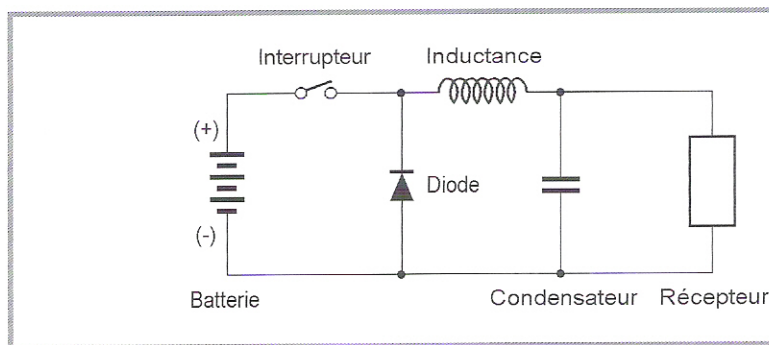 Interrupteur
Inductance
(+)
Diode
(-)
Batterie
Condensateur
Récepteur